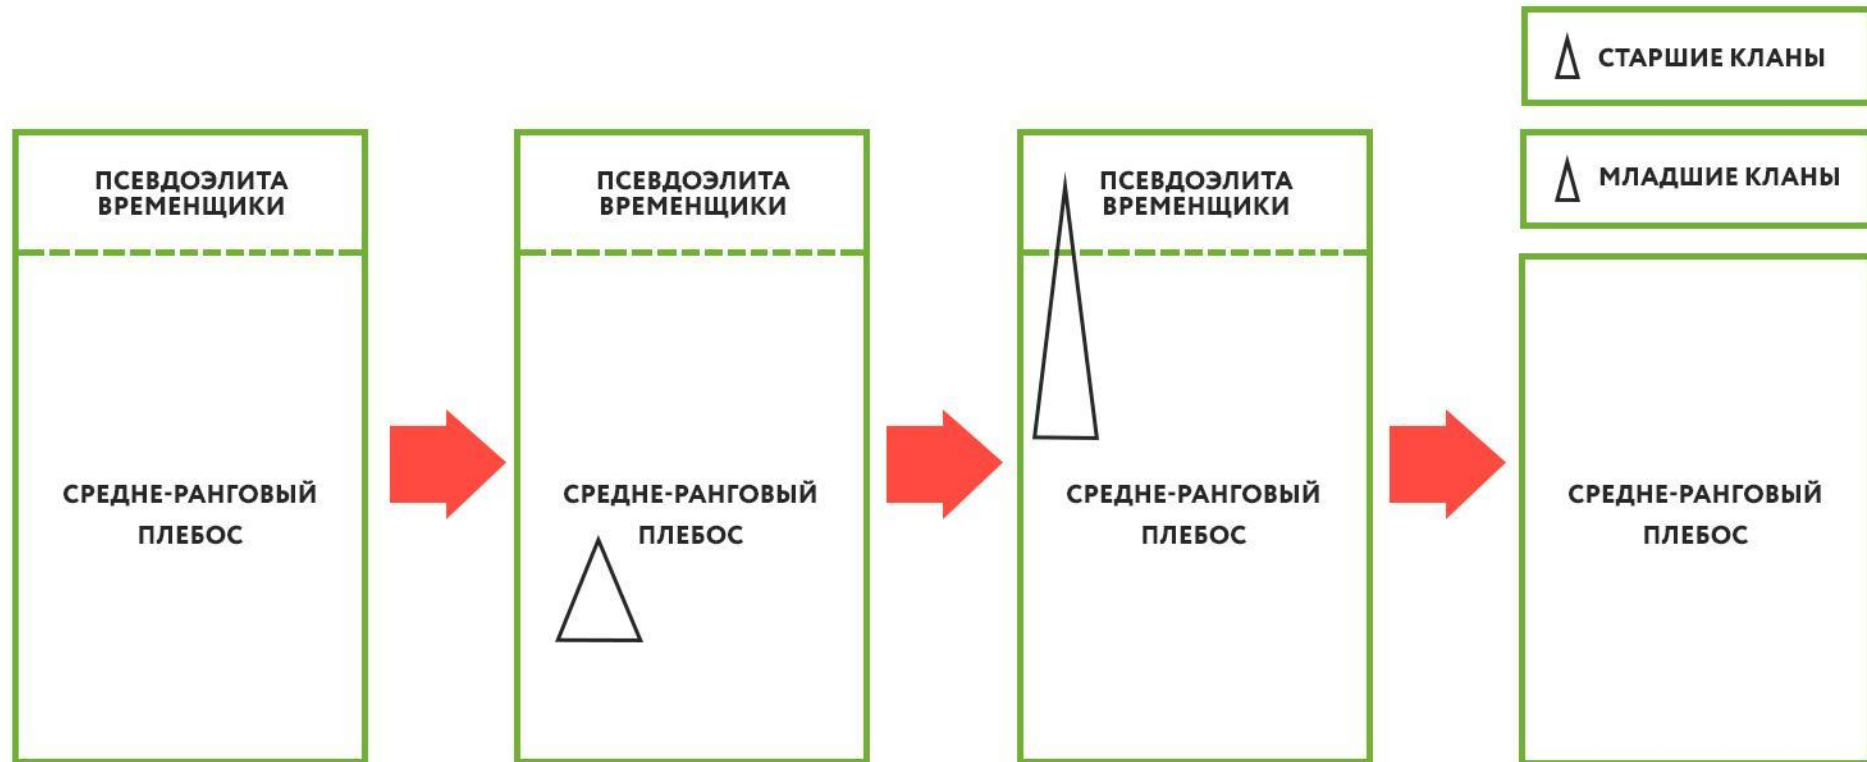 ПСЕВДОЭЛИТА
ВРЕМЕНЩИКИ
СРЕДНЕ-РАНГОВЫЙ
ПЛЕБОС
ПСЕВДОЭЛИТА
ВРЕМЕНЩИКИ
СРЕДНЕ-РАНГОВЫЙ
ПЛЕБОС
ПСЕВДОЭЛИТА
ВРЕМЕНЩИКИ
СРЕДНЕ-РАНГОВЫЙ
ПЛЕБОС
СТАРШИЕ КЛАНЫ
МЛАДШИЕ КЛАНЫ
СРЕДНЕ-РАНГОВЫЙ
ПЛЕБОС